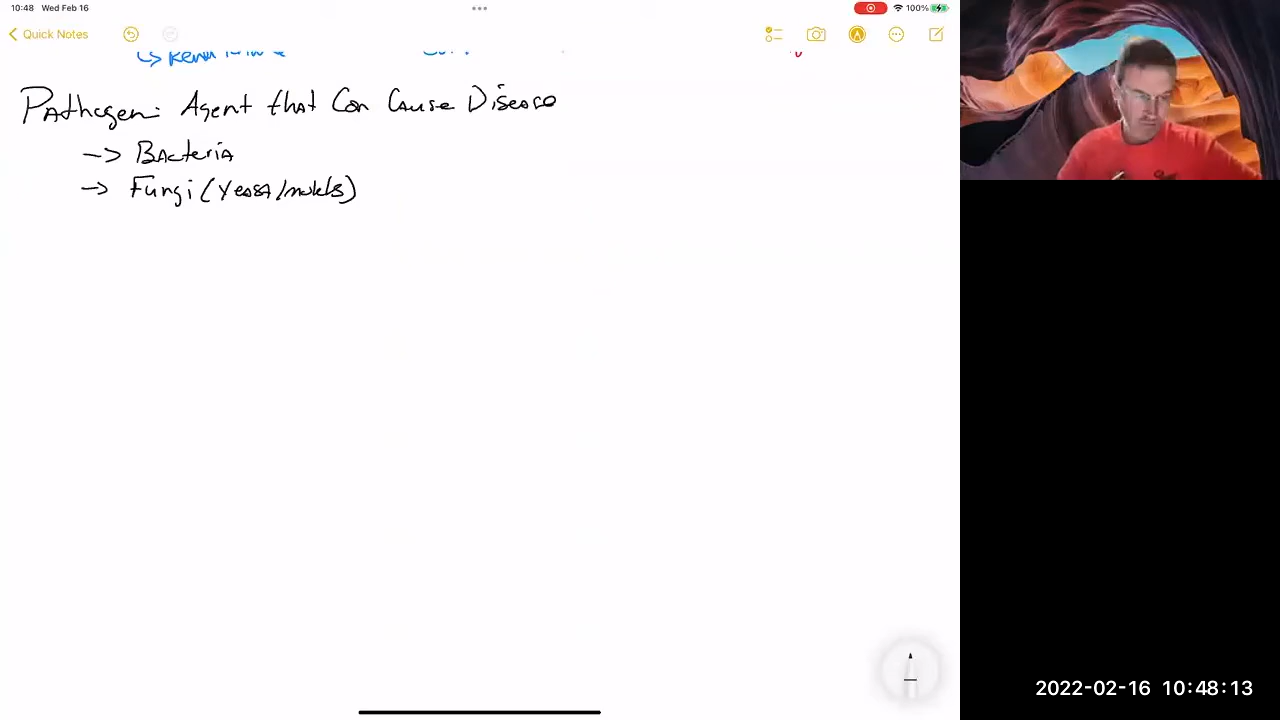 10:48 Wed Feb 16
100%
Quick Notes
Pathogen: Agent that Can Cause Disease
-> Bacteria
-> Fungi (Yeast/molds)
2022-02-16 10:48:13